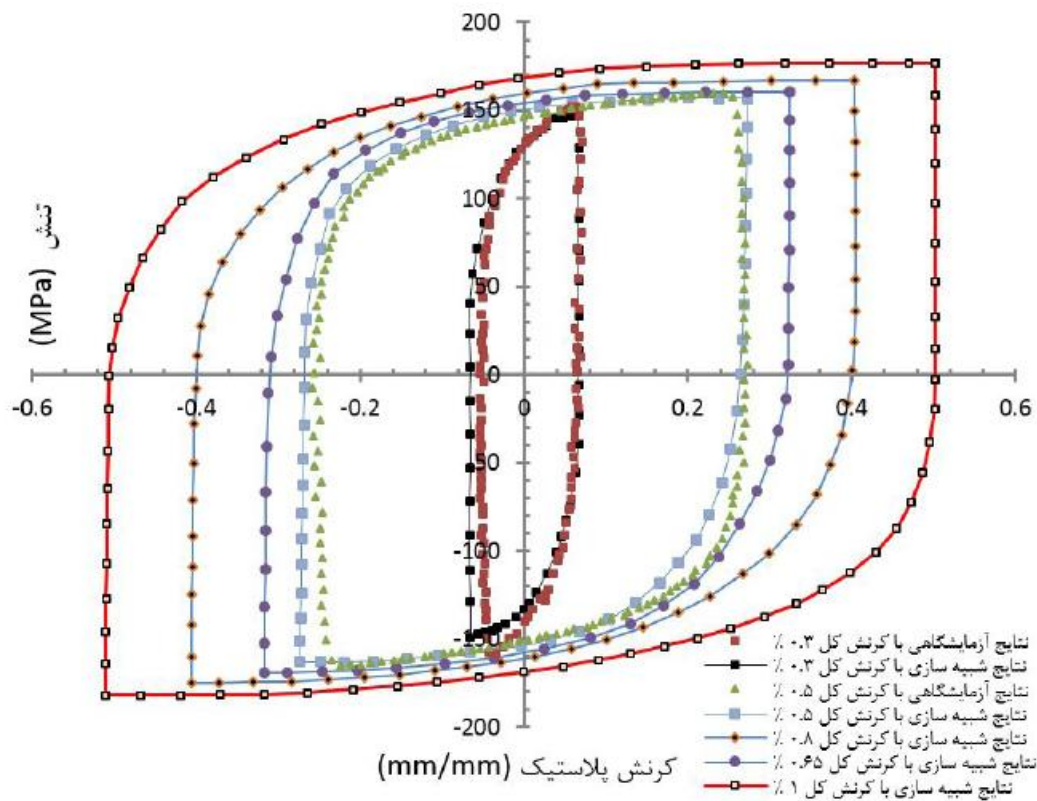 200
150
100
50
0
-50
-100
-150
-200
-0.6
-0.4
-0.2
0
0.2
0.4
0.6
تنش (MPa)
کرنش پلاستیک (mm/mm)
نتایج آزمایشگاهی با کرنش کل ۰.۳ ٪
نتایج شبیه سازی با کرنش کل ۰.۳ ٪
نتایج آزمایشگاهی با کرنش کل ۰.۵ ٪
نتایج شبیه سازی با کرنش کل ۰.۵ ٪
نتایج شبیه سازی با کرنش کل ۰.۸ ٪
نتایج شبیه سازی با کرنش کل ۰.۶۵ ٪
نتایج شبیه سازی با کرنش کل ۱ ٪